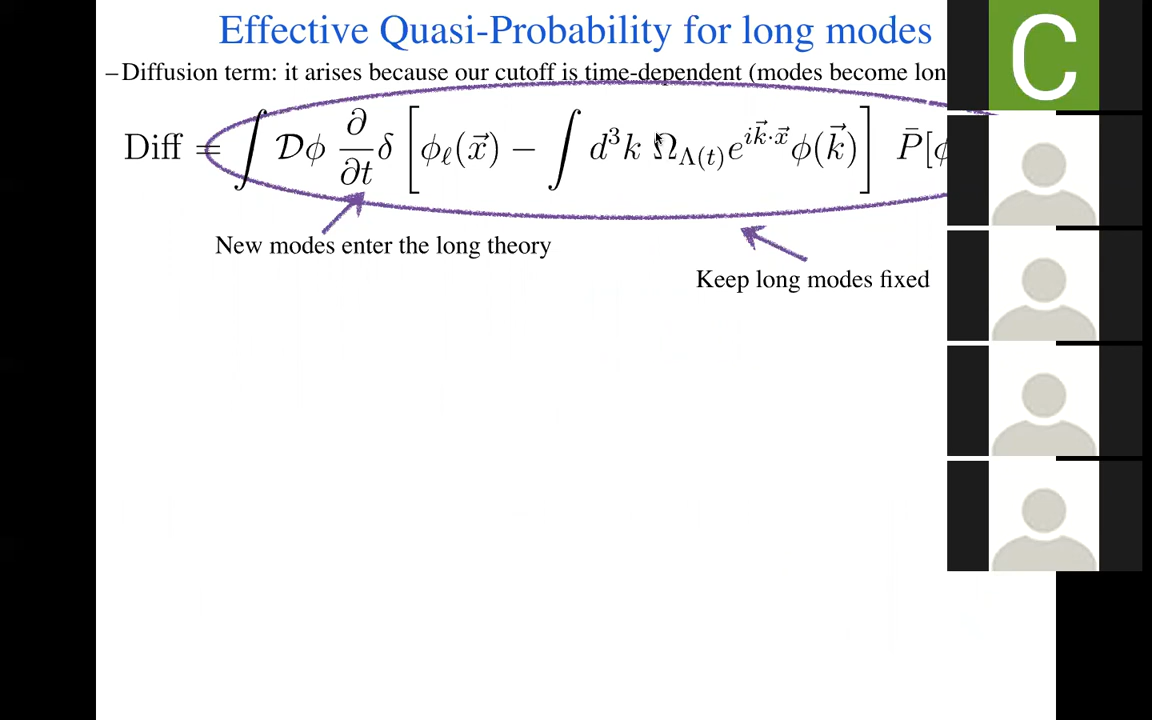 Effective Quasi-Probability for long modes
C
– Diffusion term: it arises because our cutoff is time-dependent (modes become
Diff = ∫ 𝒟ϕ ∂/∂t δ [ ϕ_ℓ(x⃗) − ∫ d³k Ω_Λ(t) e^{ik⃗·x⃗} ϕ(k⃗) ] P̄[ϕ
New modes enter the long theory
Keep long modes fixed